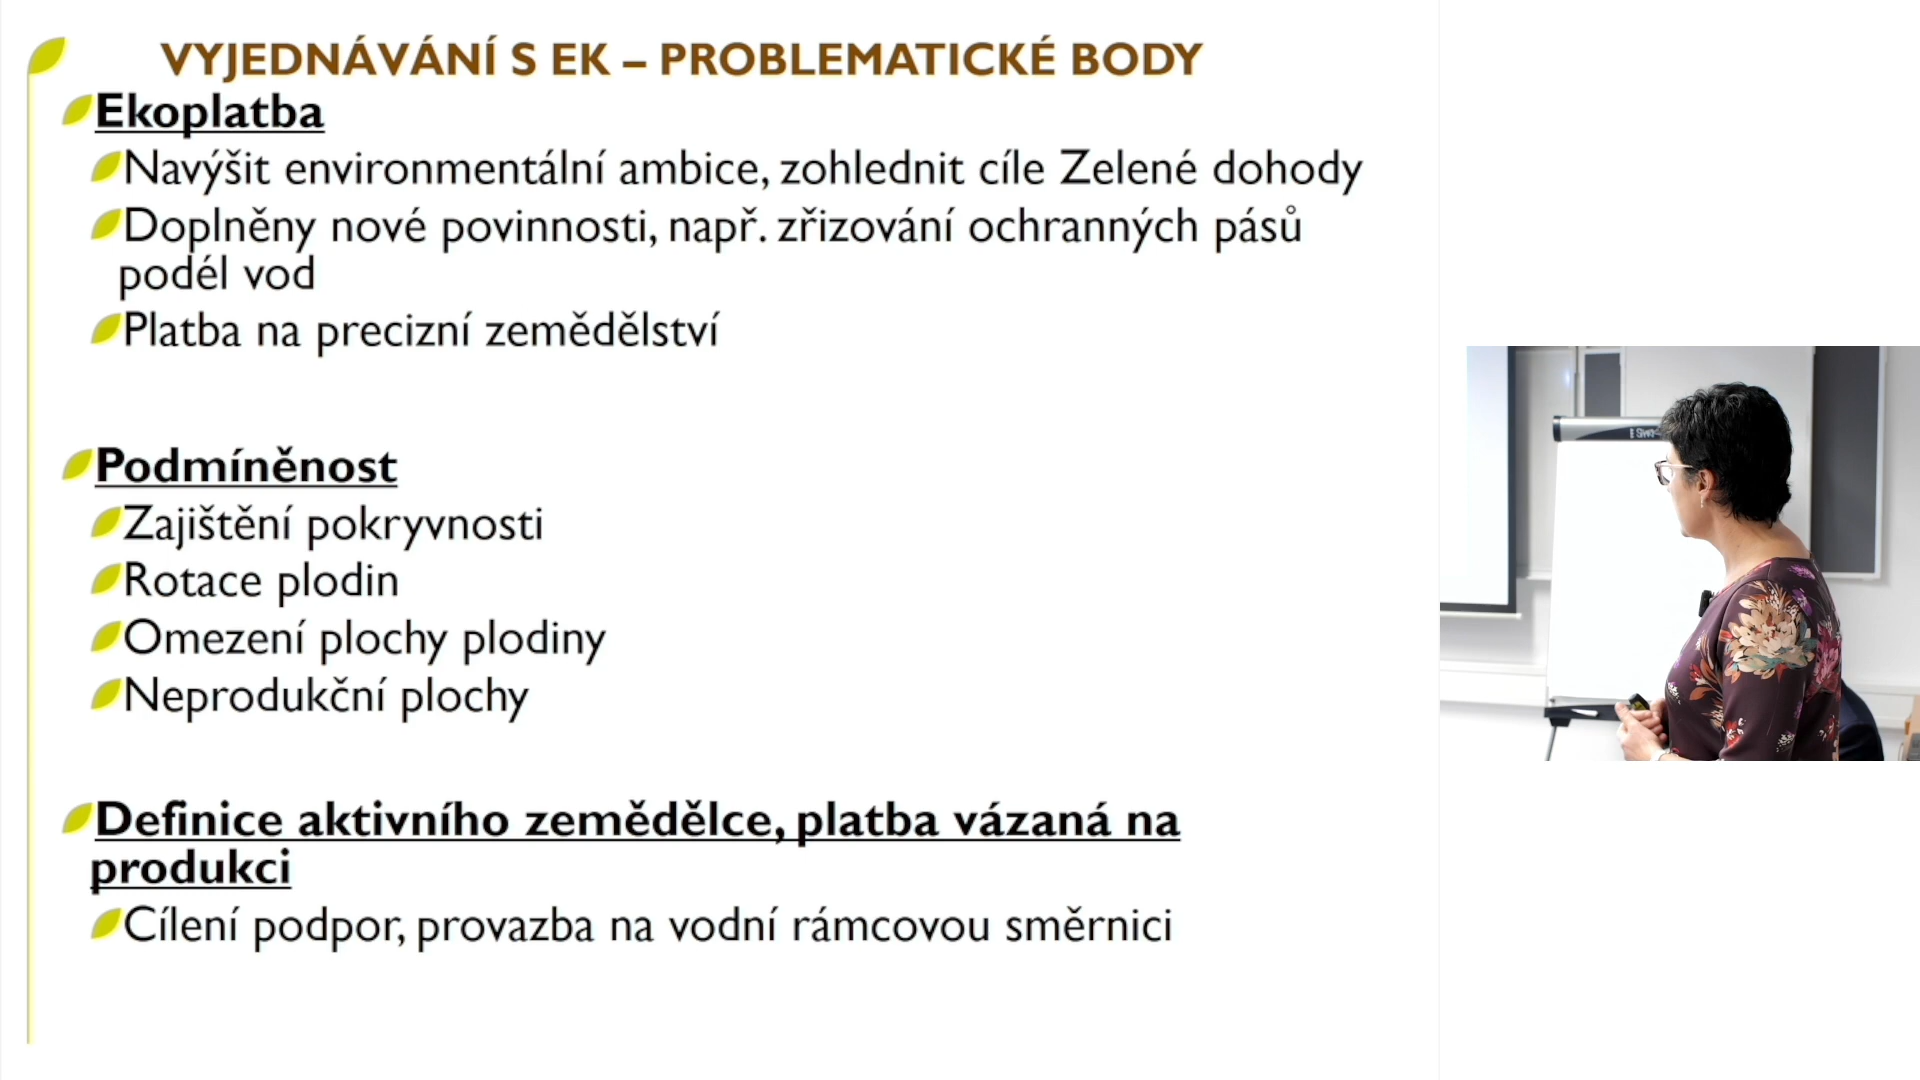 VYJEDNÁVÁNÍ S EK – PROBLEMATICKÉ BODY
Ekoplatba
Navýšit environmentální ambice, zohlednit cíle Zelené dohody
Doplněny nové povinnosti, např. zřizování ochranných pásů
podél vod
Platba na precizní zemědělství
Podmíněnost
Zajištění pokryvnosti
Rotace plodin
Omezení plochy plodiny
Neprodukční plochy
Definice aktivního zemědělce, platba vázaná na
produkci
Cílení podpor, provazba na vodní rámcovou směrnici